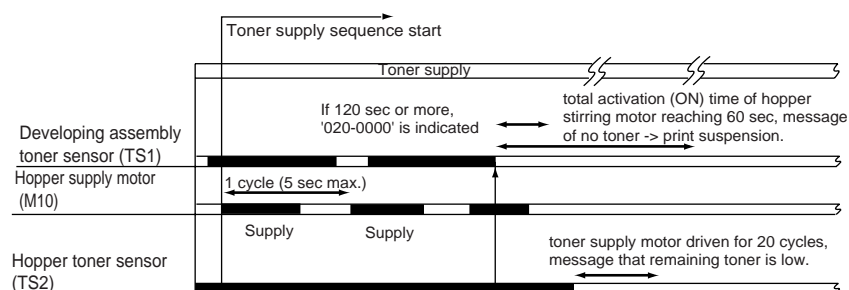 Toner supply sequence start
Toner supply
If 120 sec or more,
'020-0000' is indicated
total activation (ON) time of hopper
stirring motor reaching 60 sec, message
of no toner -> print suspension.
Developing assembly
toner sensor (TS1)
Hopper supply motor
(M10)
1 cycle (5 sec max.)
Supply
Supply
toner supply motor driven for 20 cycles,
message that remaining toner is low.
Hopper toner sensor
(TS2)